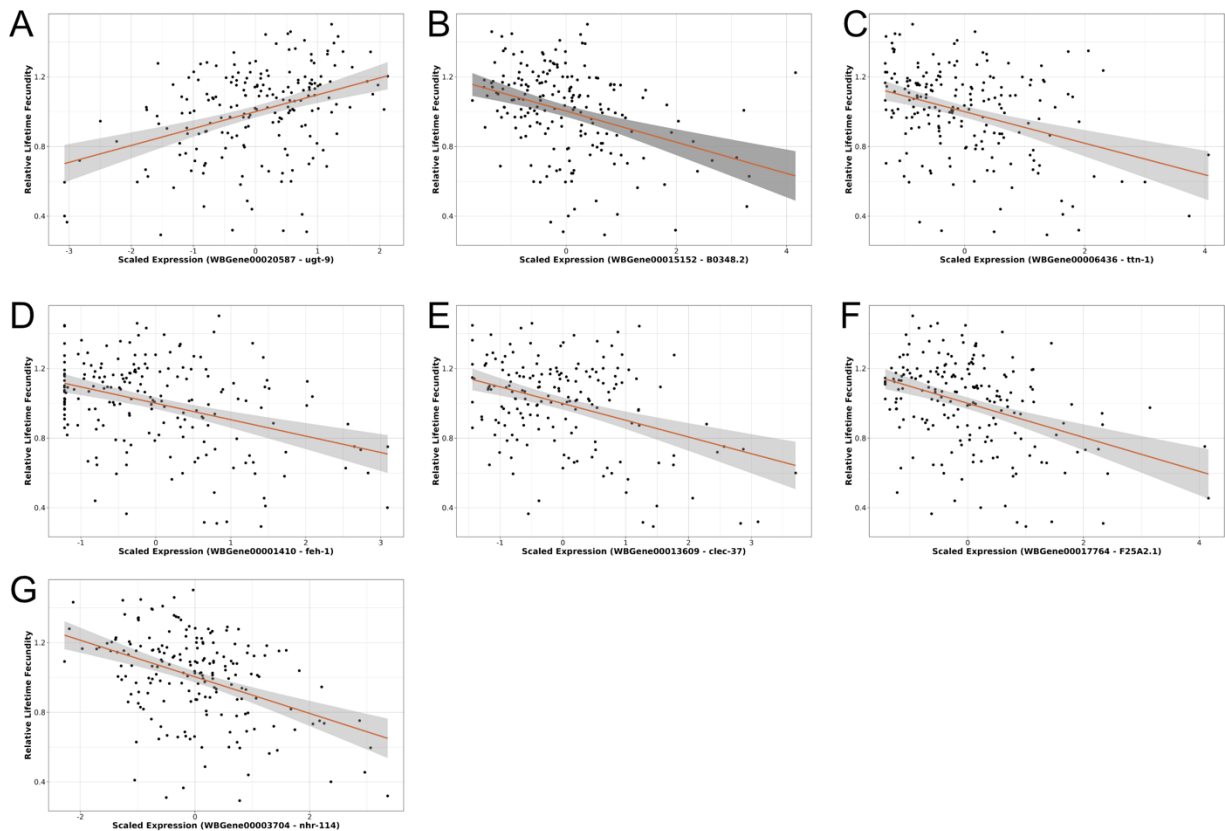 A
B
C
Relative Lifetime Fecundity
1.2
0.8
0.4
-3
-2
-1
0
1
2
Scaled Expression (WBGene00020587 - ugt-9)
Relative Lifetime Fecundity
1.2
0.8
0.4
0
2
4
Scaled Expression (WBGene00015152 - B0348.2)
Relative Lifetime Fecundity
1.2
0.8
0.4
0
2
4
Scaled Expression (WBGene00006436 - ttn-1)
D
E
F
Relative Lifetime Fecundity
1.2
0.8
0.4
-1
0
1
2
3
Scaled Expression (WBGene00001410 - feh-1)
Relative Lifetime Fecundity
1.2
0.8
0.4
-1
0
1
2
3
Scaled Expression (WBGene00013609 - clec-37)
Relative Lifetime Fecundity
1.2
0.8
0.4
0
2
4
Scaled Expression (WBGene00017764 - F25A2.1)
G
Relative Lifetime Fecundity
1.2
0.8
0.4
-2
0
2
Scaled Expression (WBGene00003704 - nhr-114)